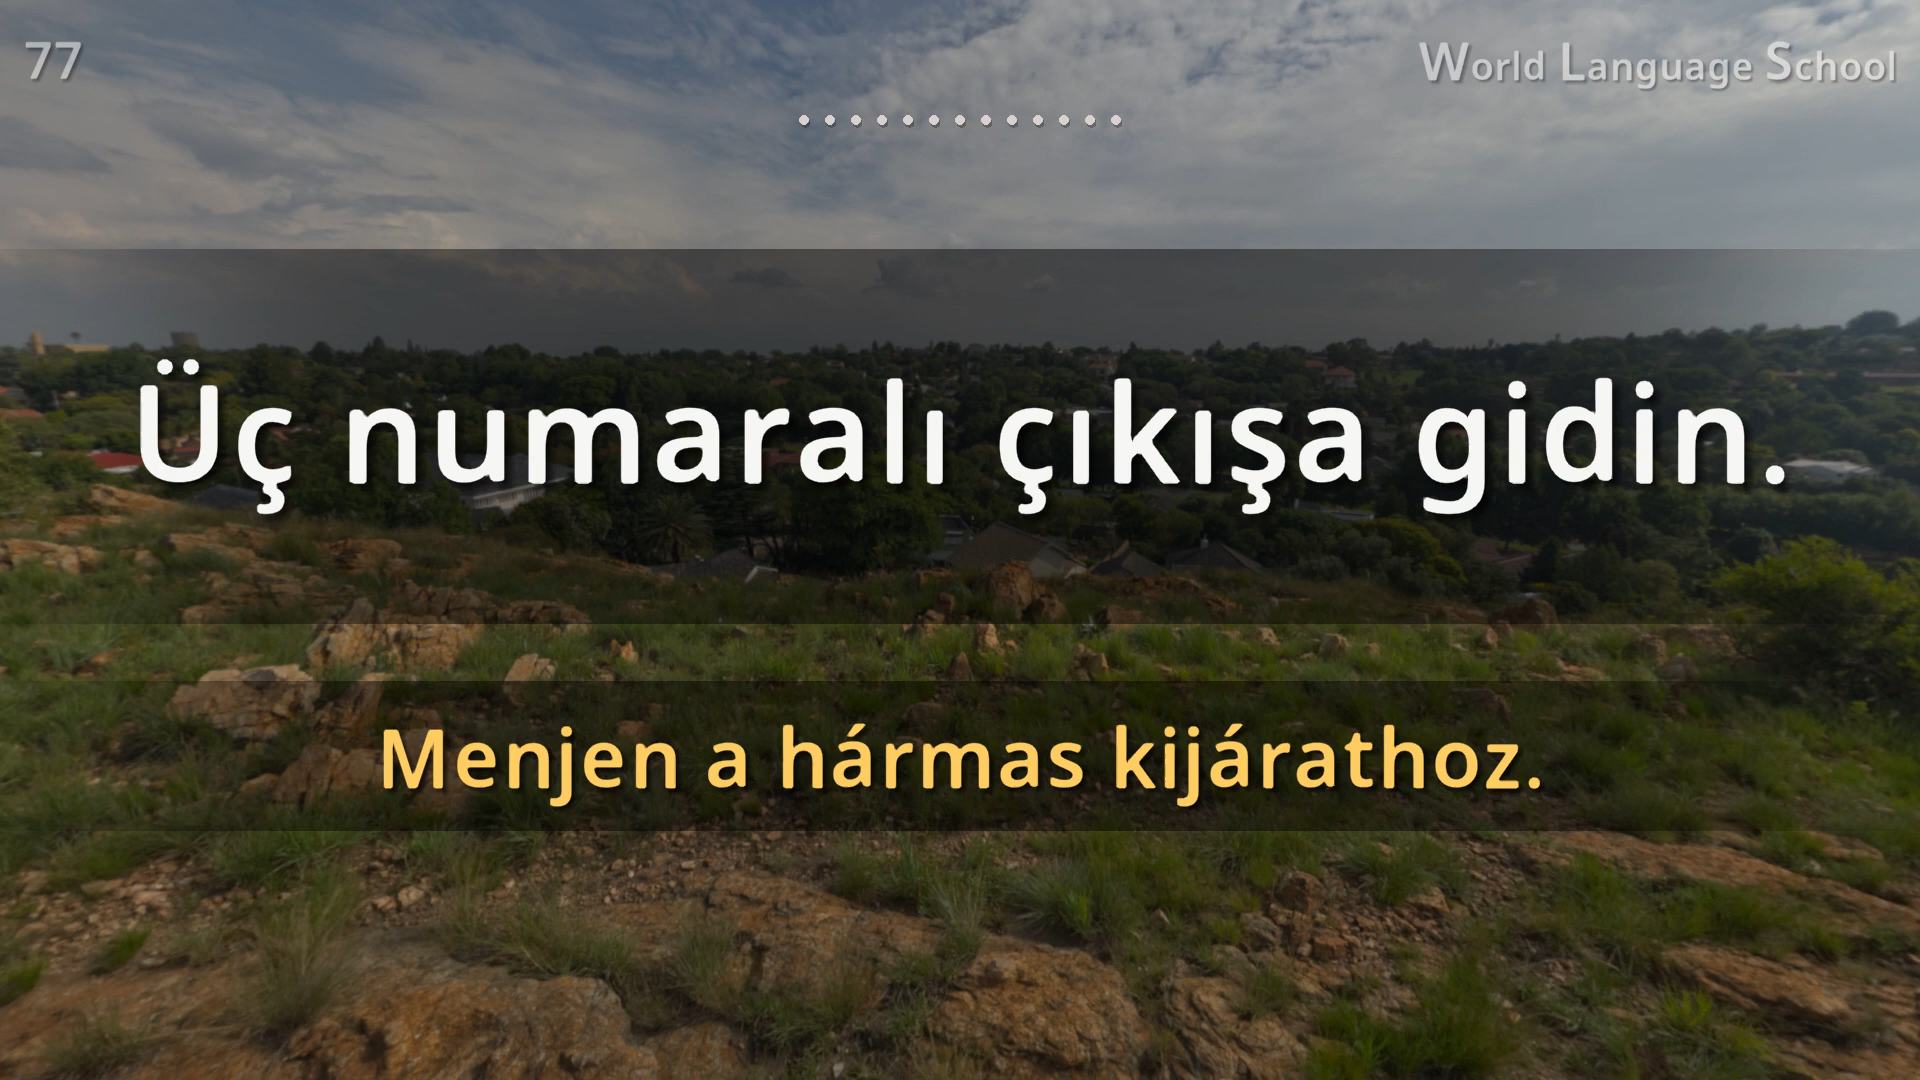 77
World Language School
Üç numaralı çıkışa gidin.
Menjen a hármas kijárathoz.